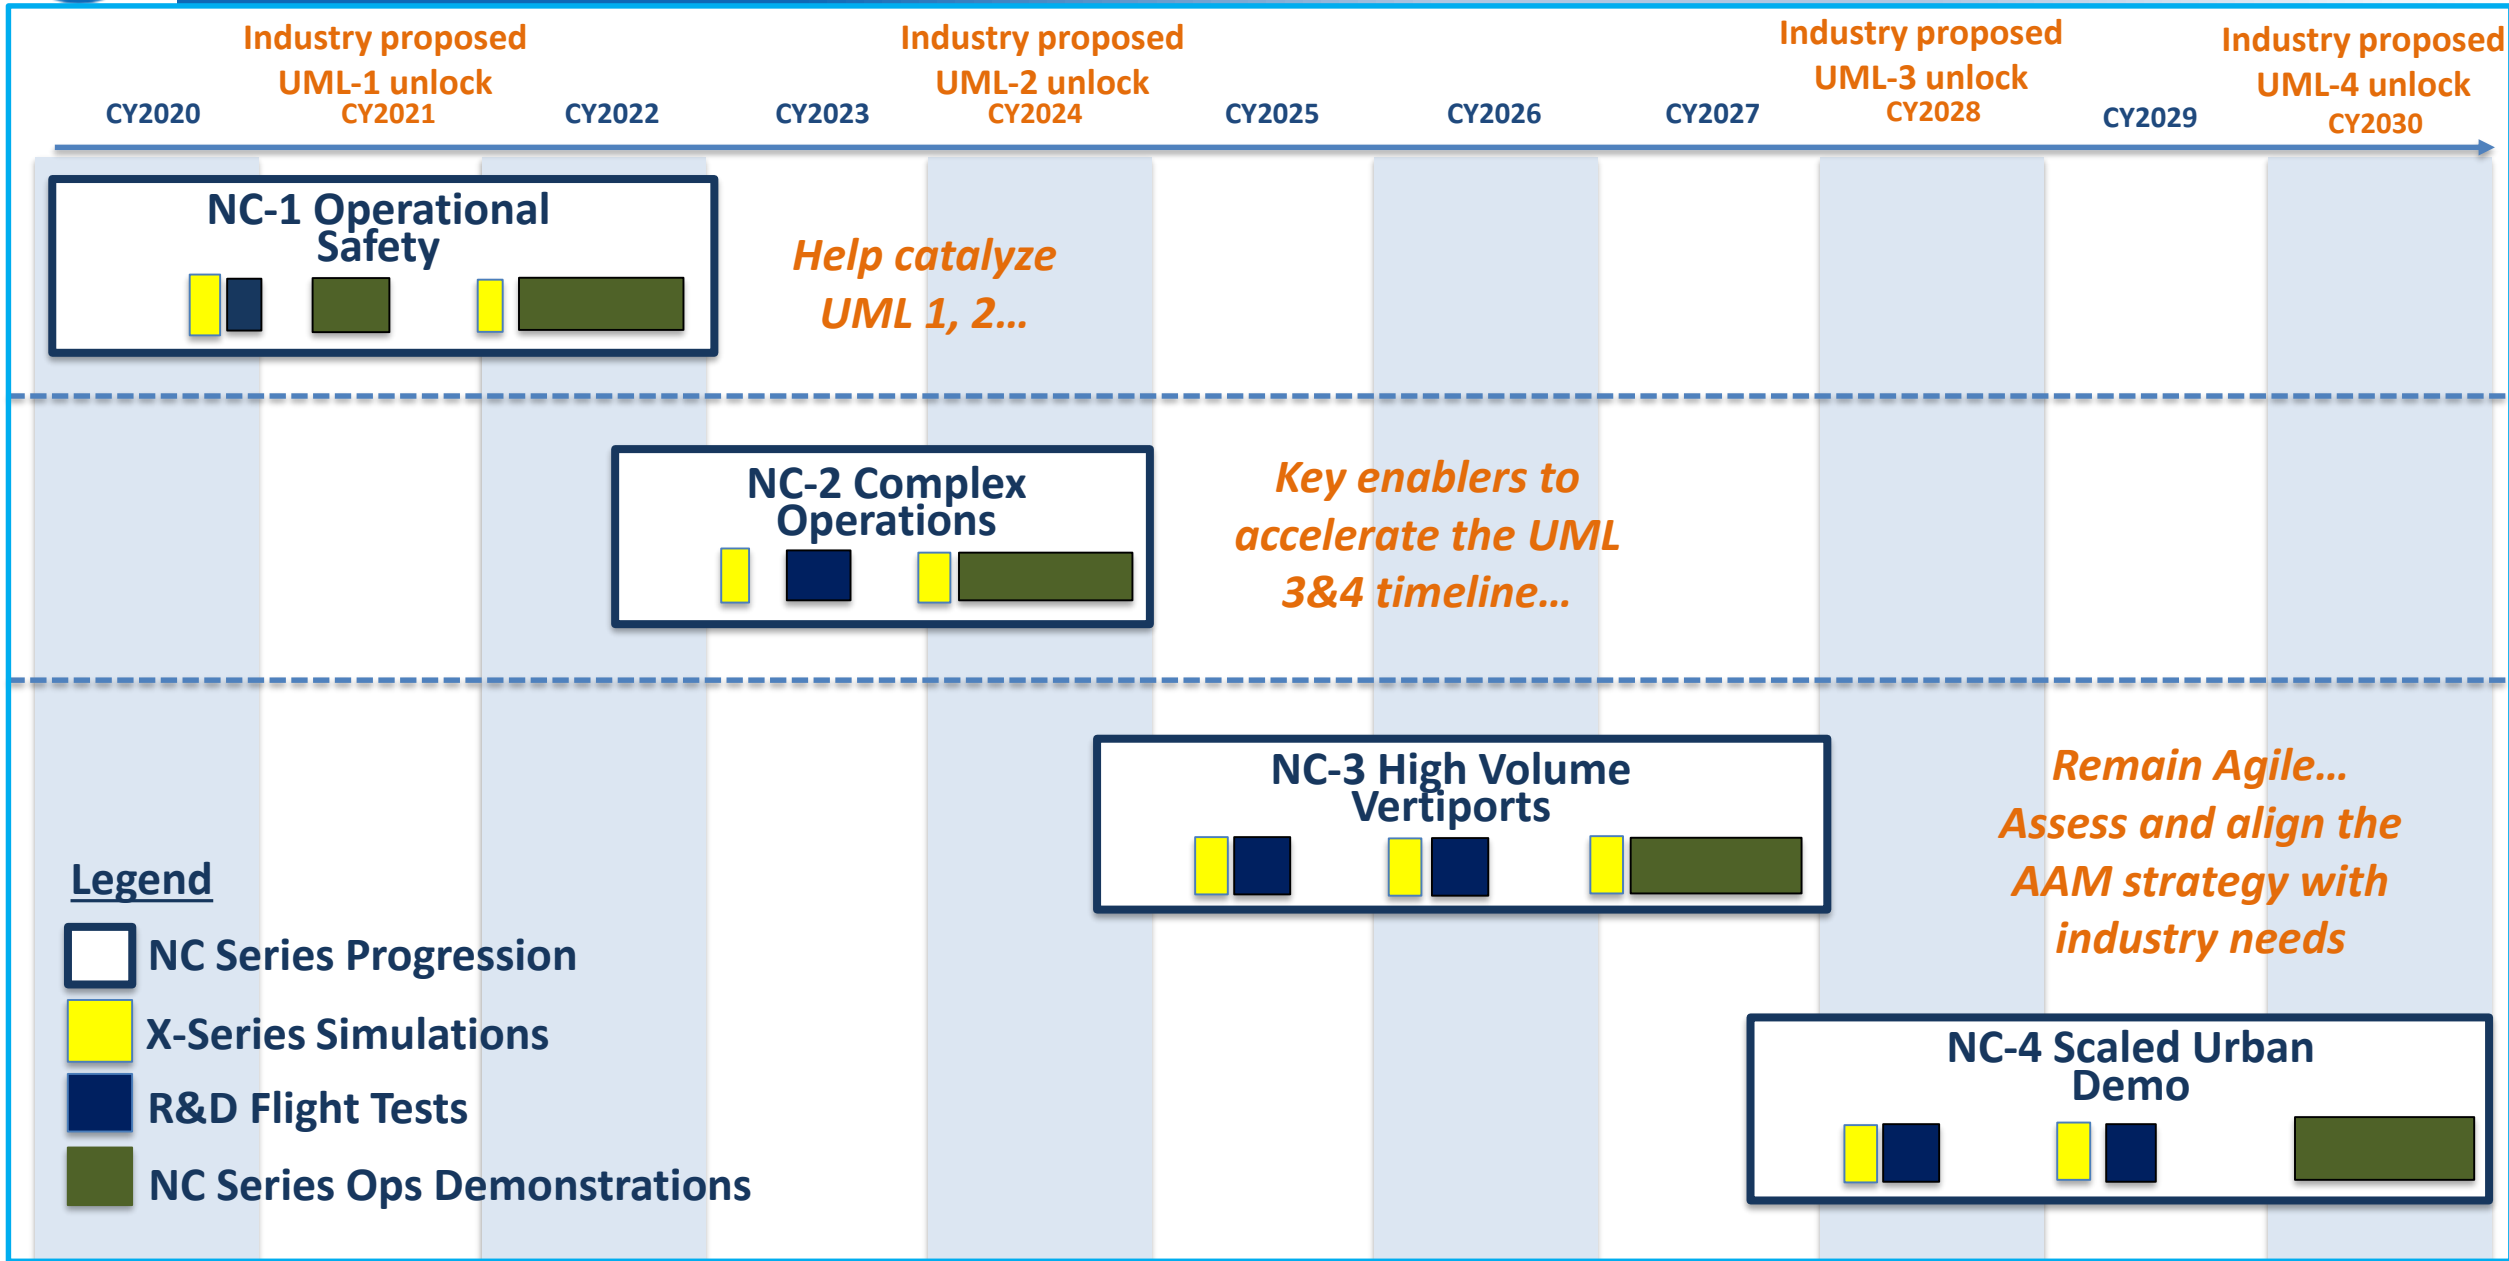 Industry proposed
UML-1 unlock
CY2021
Industry proposed
UML-2 unlock
CY2024
Industry proposed
UML-3 unlock
CY2028
Industry proposed
UML-4 unlock
CY2030
CY2020
CY2022
CY2023
CY2025
CY2026
CY2027
CY2029
NC-1 Operational
Safety
Help catalyze
UML 1, 2...
NC-2 Complex
Operations
Key enablers to
accelerate the UML
3&4 timeline...
NC-3 High Volume
Vertiports
Remain Agile...
Assess and align the
AAM strategy with
industry needs
NC-4 Scaled Urban
Demo
Legend
NC Series Progression
X-Series Simulations
R&D Flight Tests
NC Series Ops Demonstrations